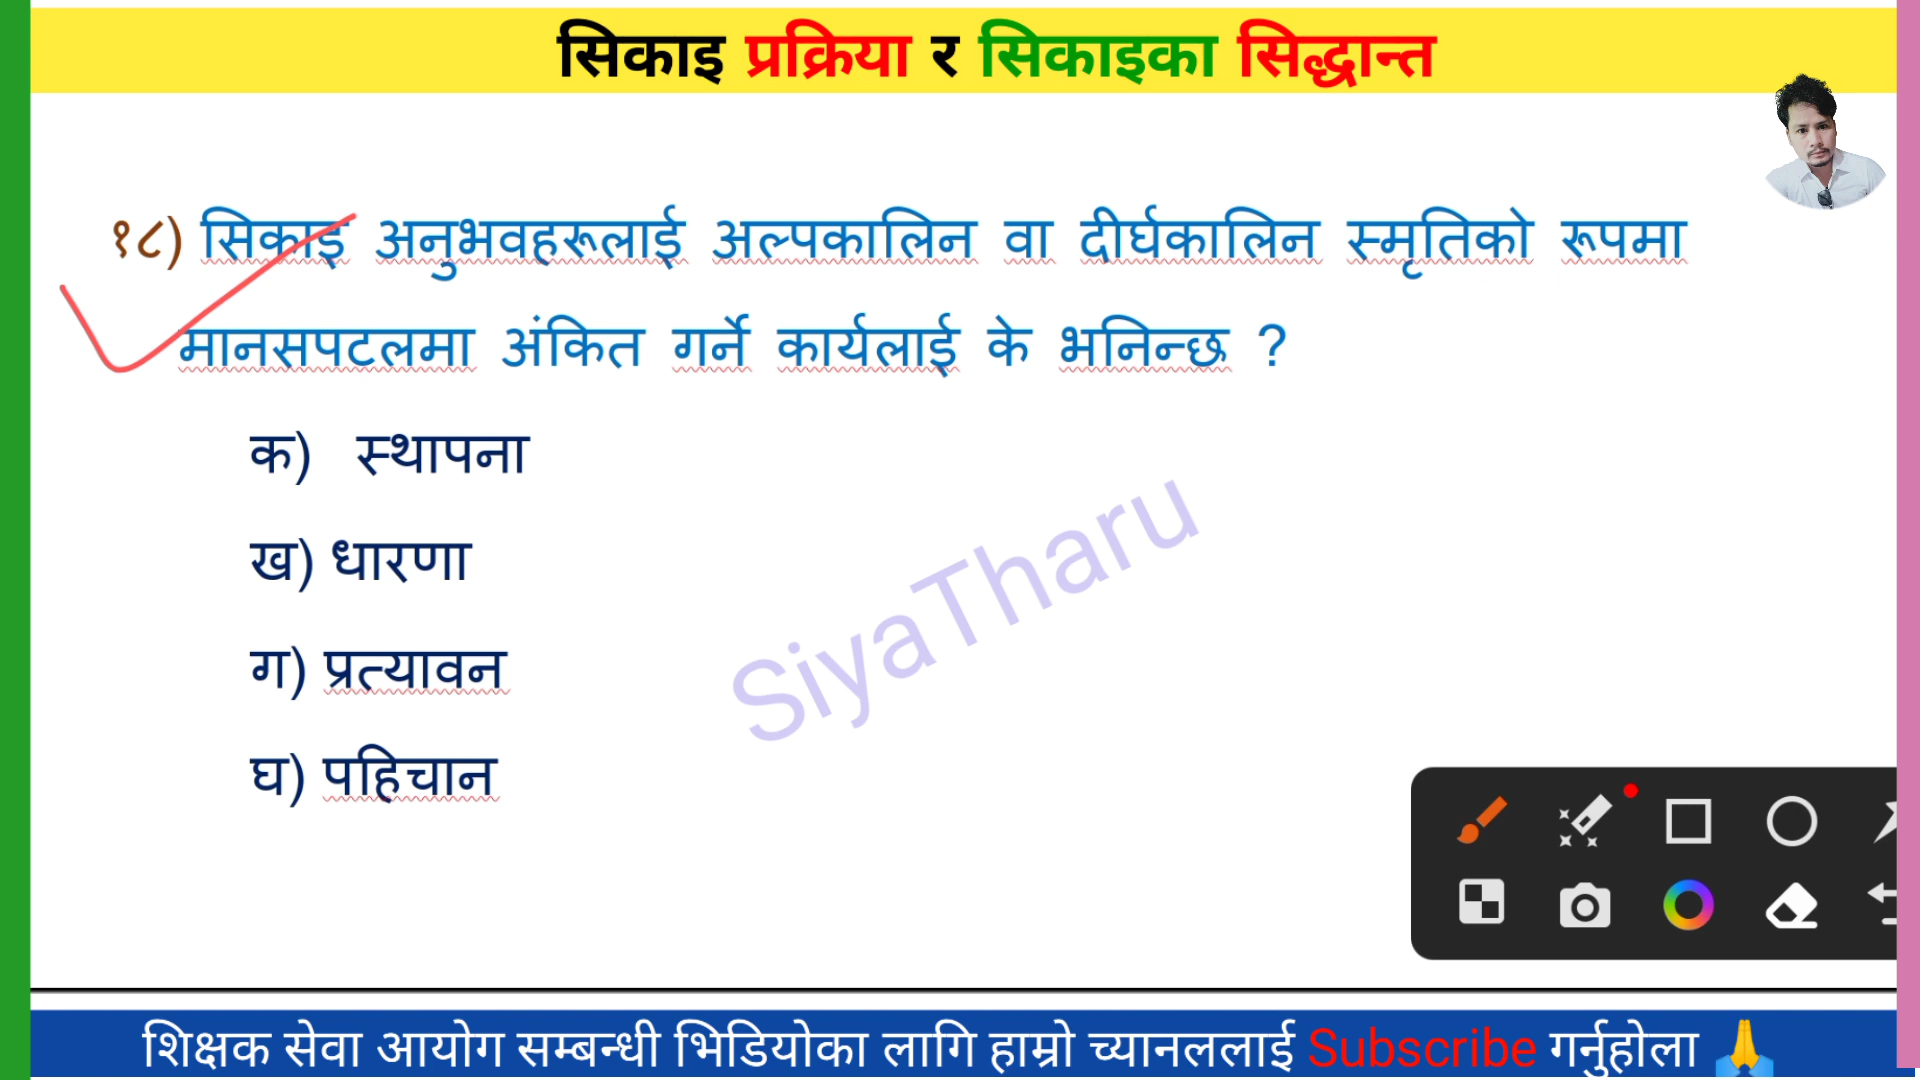 सिकाइ प्रक्रिया र सिकाइका सिद्धान्त
१८) सिकाइ अनुभवहरूलाई अल्पकालिन वा दीर्घकालिन स्मृतिको रूपमा
मानसपटलमा अंकित गर्ने कार्यलाई के भनिन्छ ?
क) स्थापना
ख) धारणा
ग) प्रत्यावन
घ) पहिचान
SiyaTharu
शिक्षक सेवा आयोग सम्बन्धी भिडियोका लागि हाम्रो च्यानललाई Subscribe गर्नुहोला 🙏